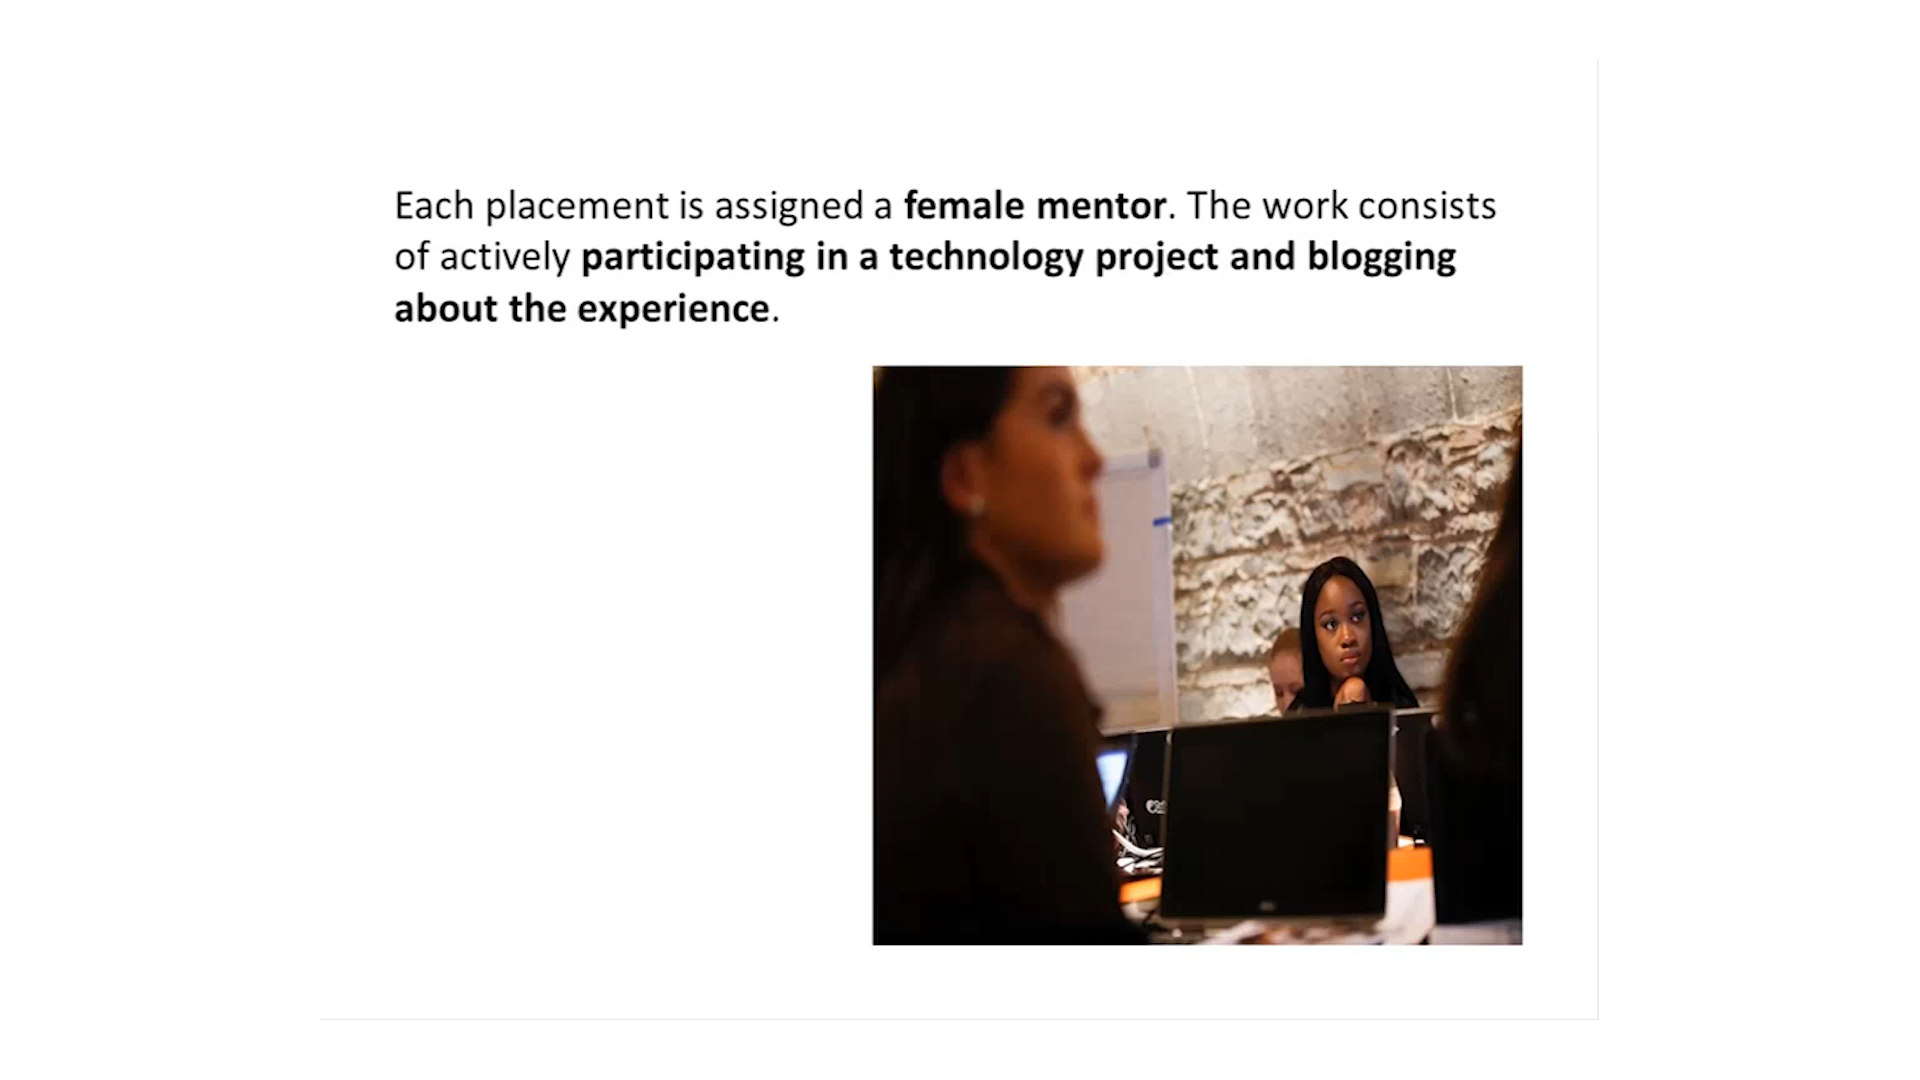 Each placement is assigned a female mentor. The work consists
of actively participating in a technology project and blogging
about the experience.